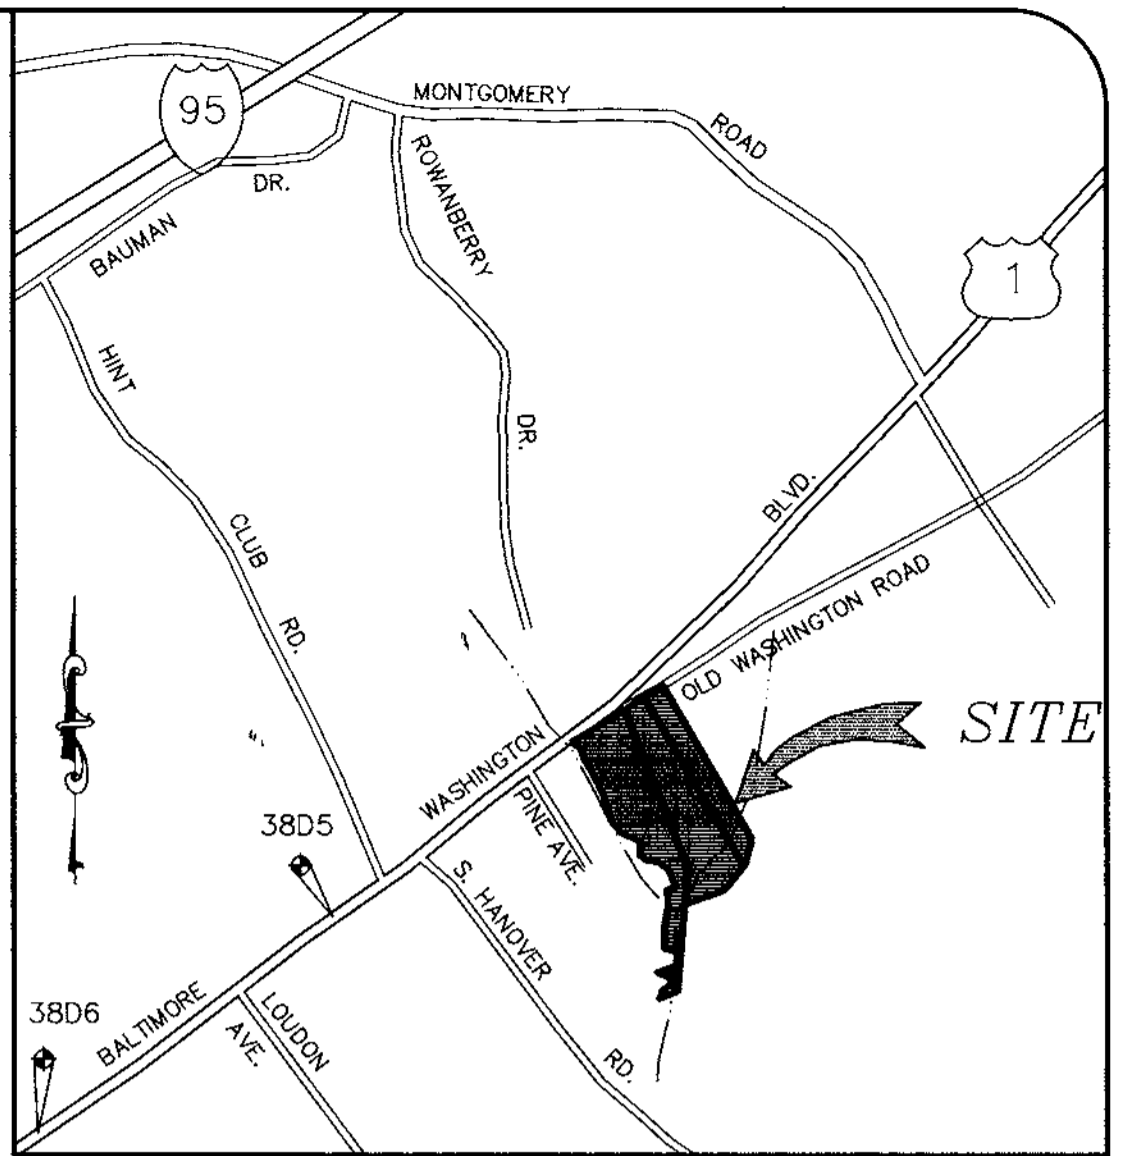 MONTGOMERY
ROAD
95
DR.
BAUMAN
ROWANBERRY
DR.
1
HINT
CLUB
RD.
BLVD.
OLD WASHINGTON ROAD
SITE
WASHINGTON
PINE AVE.
38D5
S. HANOVER
RD.
38D6
BALTIMORE
LOUDON
AVE.